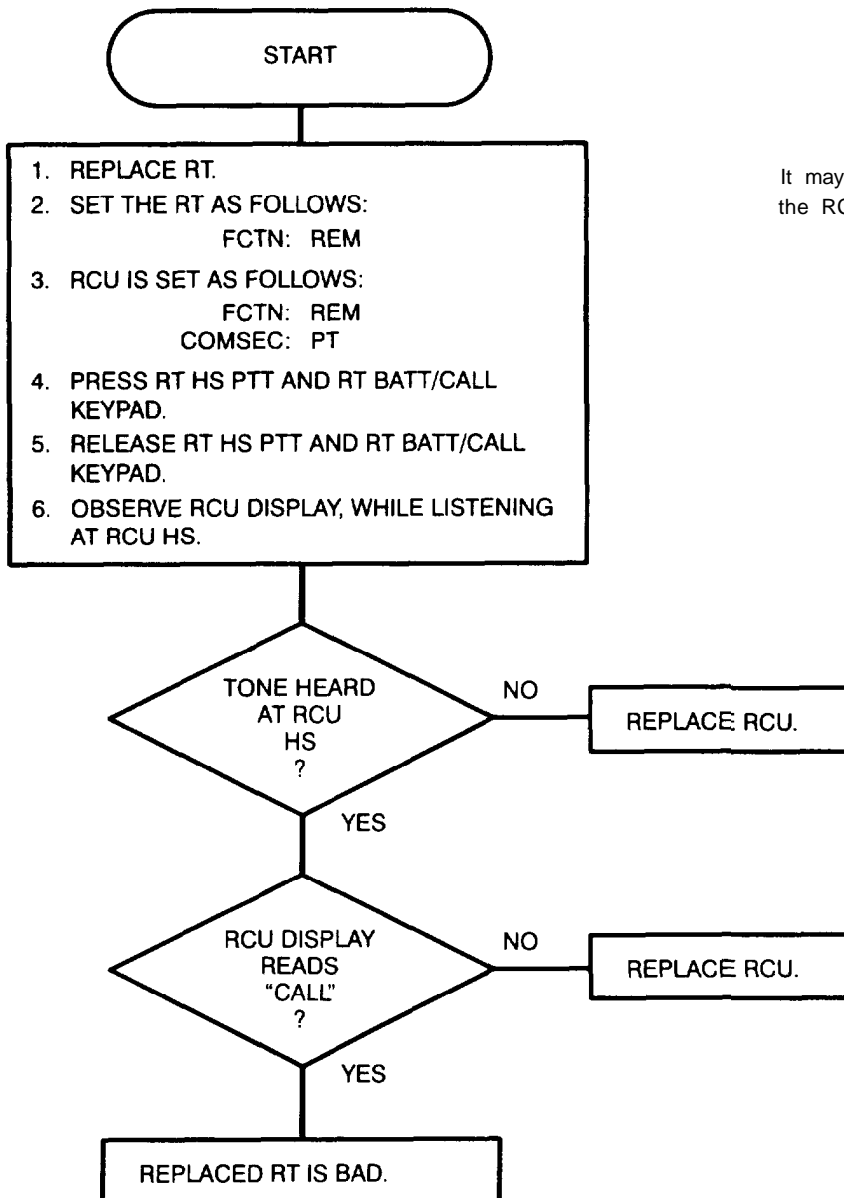 START
It may
the RC
1. REPLACE RT.
2. SET THE RT AS FOLLOWS:
FCTN: REM
3. RCU IS SET AS FOLLOWS:
FCTN: REM
COMSEC: PT
4. PRESS RT HS PTT AND RT BATT/CALL
KEYPAD.
5. RELEASE RT HS PTT AND RT BATT/CALL
KEYPAD.
6. OBSERVE RCU DISPLAY, WHILE LISTENING
AT RCU HS.
TONE HEARD
AT RCU
HS
?
NO
REPLACE RCU.
YES
RCU DISPLAY
READS
"CALL"
?
NO
REPLACE RCU.
YES
REPLACED RT IS BAD.